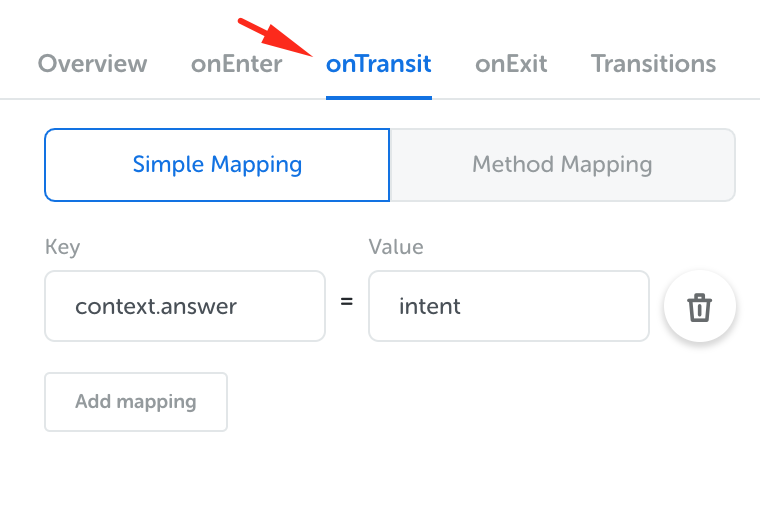 Overview onEnter onTransit onExit Transitions
Simple Mapping Method Mapping
Key Value
context.answer = intent
Add mapping